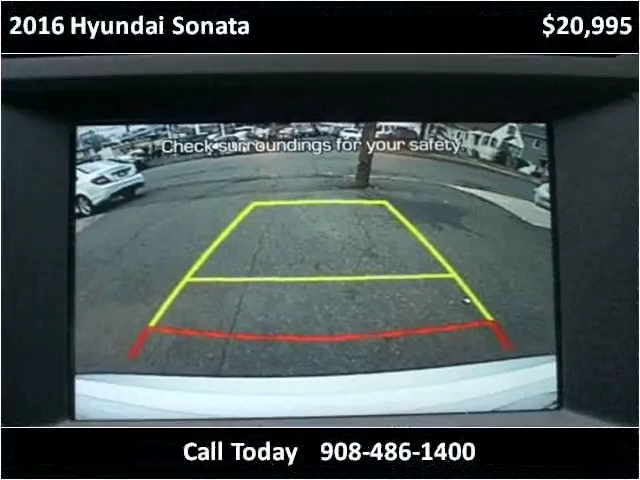 2016 Hyundai Sonata $20,995
Check surroundings for your safety
Call Today 908-486-1400